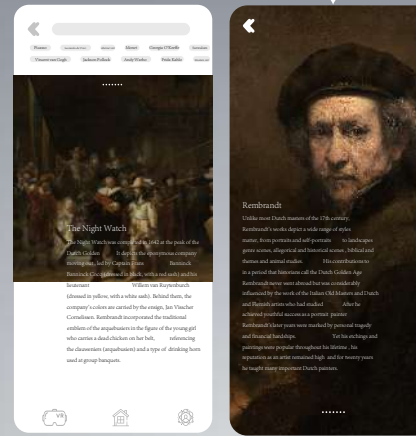 Picasso
Monet
Georgia O'Keeffe
Vincent van Gogh
Jackson Pollock
Andy Warhol
Frida Kahlo
The Night Watch
The Night Watch was completed in 1642 at the peak of the
Dutch Golden It depicts the eponymous company
moving out, led by Captain Frans Banninck
Banninck Cocq (dressed in black, with a red sash) and his
lieutenant Willem van Ruytenburch
(dressed in yellow, with a white sash). Behind them, the
company's colors are carried by the ensign, Jan Visscher
Cornelissen. Rembrandt incorporated the traditional
emblem of the arquebusiers in the figure of the young girl
who carries a dead chicken on her belt, referencing
the clauweniers (arquebusiers) and a type of drinking horn
used at group banquets.
VR
Rembrandt
Unlike most Dutch masters of the 17th century,
Rembrandt's works depict a wide range of styles
matter, from portraits and self-portraits to landscapes
genre scenes, allegorical and historical scenes, biblical and
themes and animal studies. His contributions to
in a period that historians call the Dutch Golden Age
Rembrandt never went abroad but was considerably
influenced by the work of the Italian Old Masters and Dutch
and Flemish artists who had studied After he
achieved youthful success as a portrait painter
Rembrandt's later years were marked by personal tragedy
and financial hardships. Yet his etchings and
paintings were popular throughout his lifetime, his
reputation as an artist remained high and for twenty years
he taught many important Dutch painters.